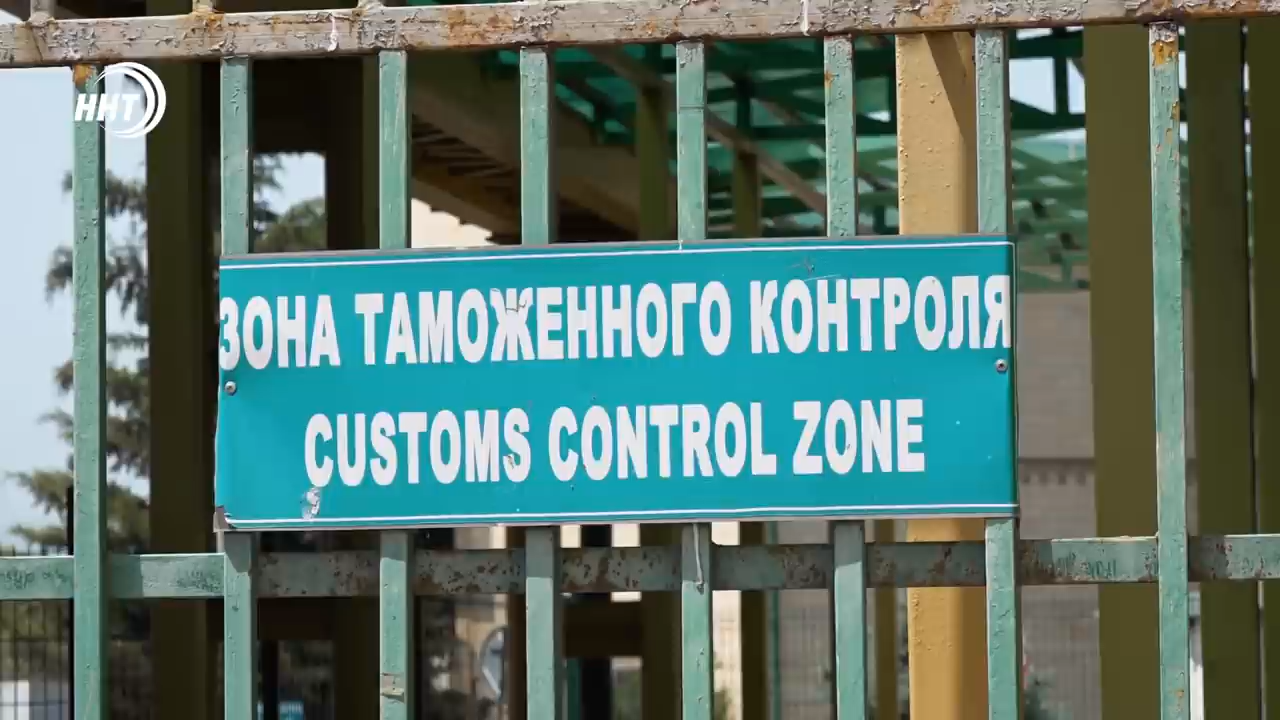 ННТ
ЗОНА ТАМОЖЕННОГО КОНТРОЛЯ
CUSTOMS CONTROL ZONE